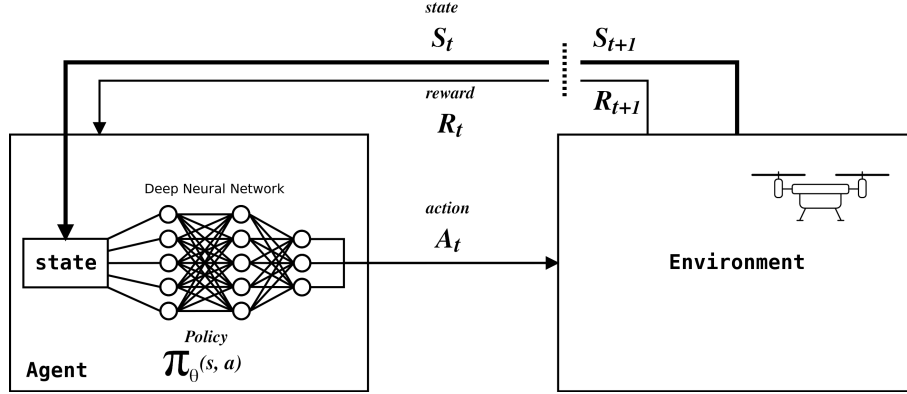 state
S_t
S_{t+1}
reward
R_t
R_{t+1}
Deep Neural Network
action
A_t
state
Environment
Policy
π_θ(s, a)
Agent